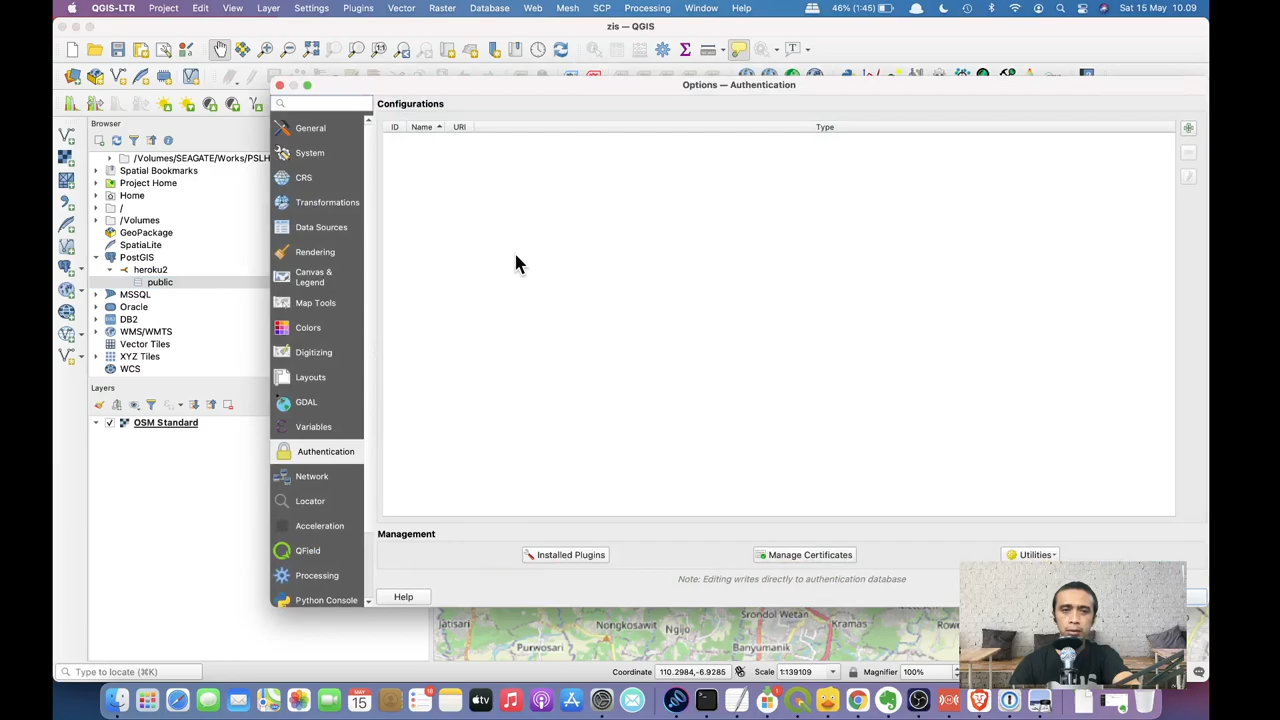 QGIS-LTR Project Edit View Layer Settings Plugins Vector Raster Database Web Mesh SCP Processing Window Help 46% (1:45) Sat 15 May 10.09
zis — QGIS
Options — Authentication
Browser
/Volumes/SEAGATE/Works/PSLH
Spatial Bookmarks
Project Home
Home
/
/Volumes
GeoPackage
SpatiaLite
PostGIS
heroku2
public
MSSQL
Oracle
DB2
WMS/WMTS
Vector Tiles
XYZ Tiles
WCS
Layers
OSM Standard
General
System
CRS
Transformations
Data Sources
Rendering
Canvas &
Legend
Map Tools
Colors
Digitizing
Layouts
GDAL
Variables
Authentication
Network
Locator
Acceleration
QField
Processing
Python Console
Configurations
ID Name URI Type
Management
Installed Plugins Manage Certificates Utilities
Note: Editing writes directly to authentication database
Help
Jatisari Nongkosawit Ngijo Sendang Srondol Wetan Kramas Rowo
Purwosari Banyumanik
Type to locate (⌘K) Coordinate 110.2984,-6.9285 Scale 1:139109 Magnifier 100%
MAY
15